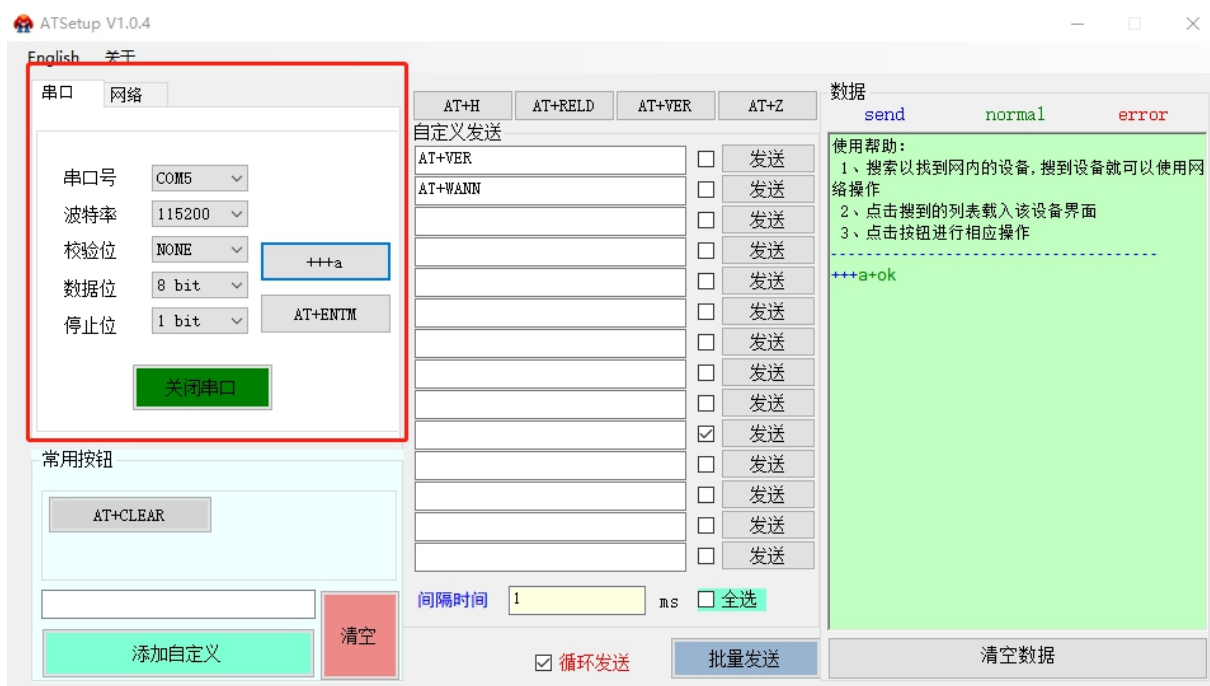 ATSetup V1.0.4
English 关于
串口 网络
串口号 COM5
波特率 115200
校验位 NONE
数据位 8 bit
停止位 1 bit
+++a
AT+ENTM
关闭串口
常用按钮
AT+CLEAR
添加自定义
清空
AT+H AT+RELD AT+VER AT+Z
自定义发送
AT+VER 发送
AT+WANN 发送
发送
发送
发送
发送
发送
发送
发送
发送
发送
发送
发送
发送
间隔时间 1 ms 全选
循环发送 批量发送
数据
send normal error
使用帮助:
1、搜索以找到网内的设备,搜到设备就可以使用网
络操作
2、点击搜到的列表载入该设备界面
3、点击按钮进行相应操作
--------------------------------------
+++a+ok
清空数据